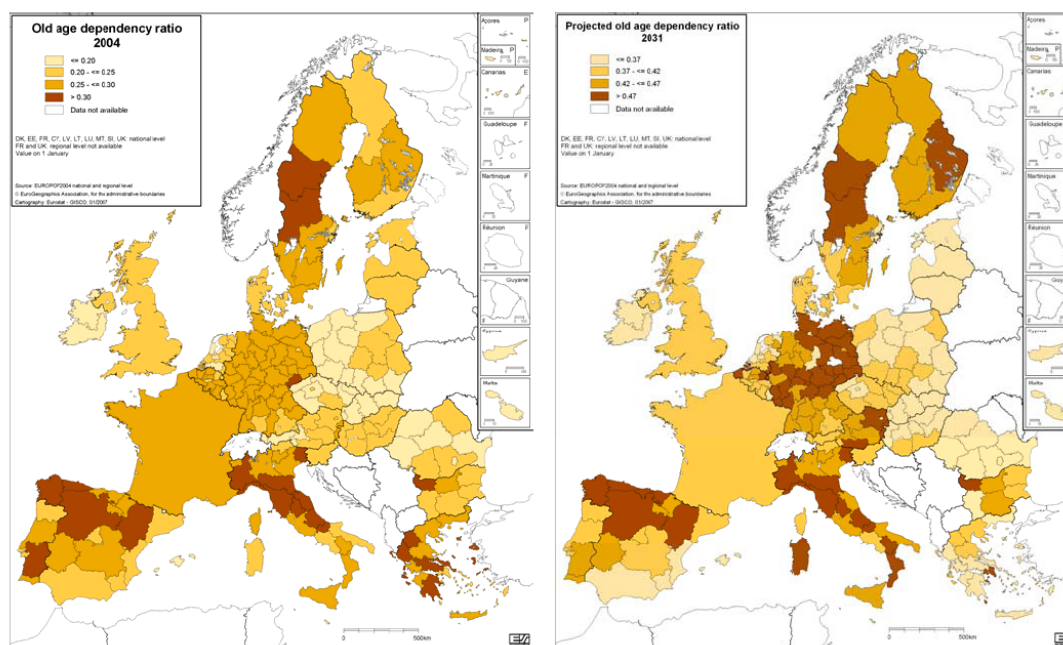 Old age dependency ratio
2004
<= 0.20
0.20 - <= 0.25
0.25 - <= 0.30
> 0.30
Data not available
DK, EE, FR, CY, LV, LT, LU, MT, SI, UK: national level
FR and UK: regional level not available
Value on 1 January
Source: EUROPOP2004 national and regional level
© EuroGeographics Association, for the administrative boundaries
Cartography: Eurostat - GISCO, 01/2007
Açores P
Madeira P
Canarias E
Guadeloupe F
Martinique F
Réunion F
Guyane
Malta
0 500km
Projected old age dependency ratio
2031
<= 0.37
0.37 - <= 0.42
0.42 - <= 0.47
> 0.47
Data not available
DK, EE, FR, CY, LV, LT, LU, MT, SI, UK: national level
FR and UK: regional level not available
Value on 1 January
Source: EUROPOP2004 national and regional level
© EuroGeographics Association, for the administrative boundaries
Cartography: Eurostat - GISCO, 01/2007
Açores P
Madeira P
Canarias E
Guadeloupe F
Martinique F
Réunion F
Guyane
Malta
0 500km